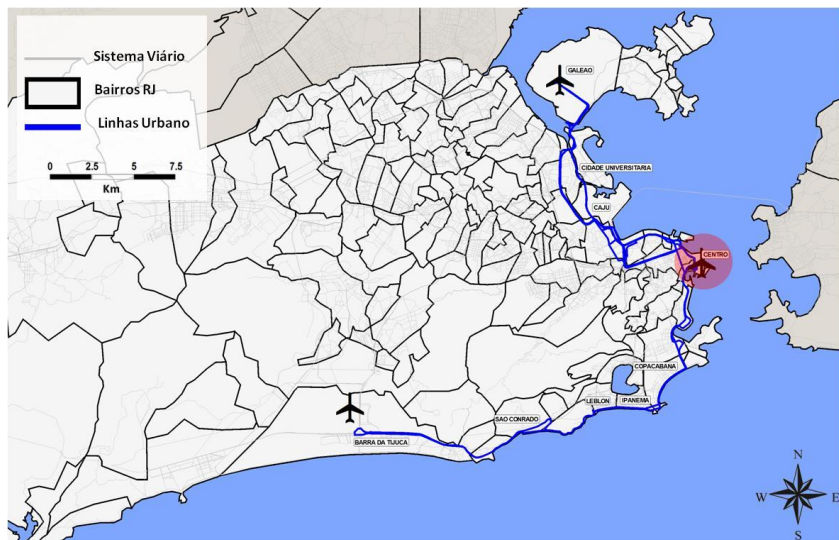 Sistema Viário
Bairros RJ
Linhas Urbano
0 2.5 5 7.5
Km
GALEAO
CIDADE UNIVERSITARIA
CAJU
CENTRO
COPACABANA
LEBLON
IPANEMA
SAO CONRADO
BARRA DA TIJUCA
N
W
E
S